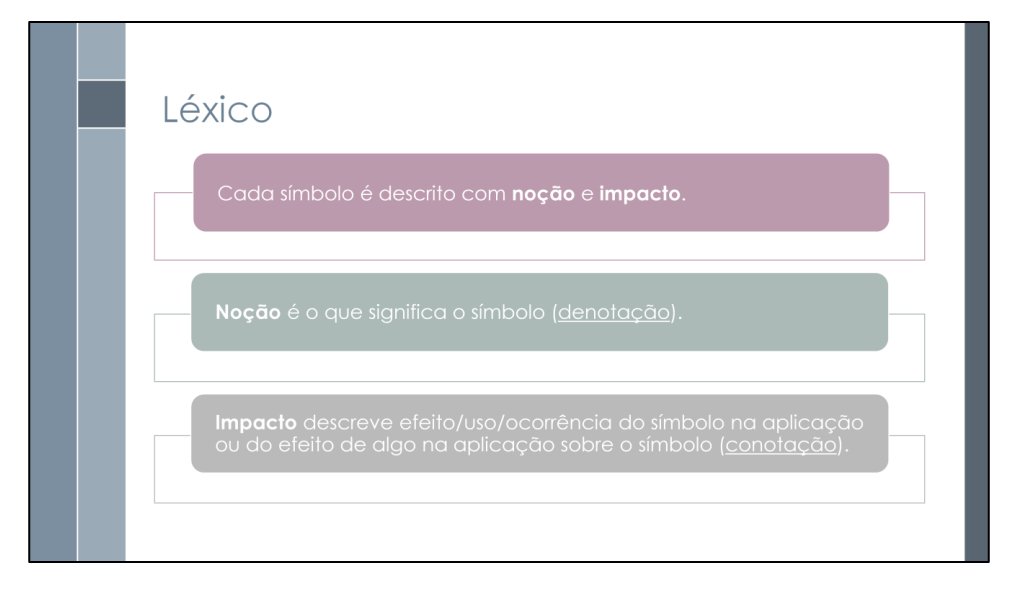 Léxico
Cada símbolo é descrito com noção e impacto.
Noção é o que significa o símbolo (denotação).
Impacto descreve efeito/uso/ocorrência do símbolo na aplicação
ou do efeito de algo na aplicação sobre o símbolo (conotação).